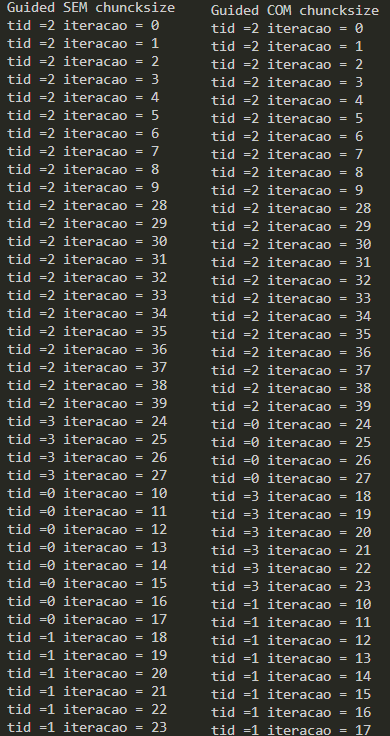 Guided SEM chuncksize
tid =2 iteracao = 0
tid =2 iteracao = 1
tid =2 iteracao = 2
tid =2 iteracao = 3
tid =2 iteracao = 4
tid =2 iteracao = 5
tid =2 iteracao = 6
tid =2 iteracao = 7
tid =2 iteracao = 8
tid =2 iteracao = 9
tid =2 iteracao = 28
tid =2 iteracao = 29
tid =2 iteracao = 30
tid =2 iteracao = 31
tid =2 iteracao = 32
tid =2 iteracao = 33
tid =2 iteracao = 34
tid =2 iteracao = 35
tid =2 iteracao = 36
tid =2 iteracao = 37
tid =2 iteracao = 38
tid =2 iteracao = 39
tid =3 iteracao = 24
tid =3 iteracao = 25
tid =3 iteracao = 26
tid =3 iteracao = 27
tid =0 iteracao = 10
tid =0 iteracao = 11
tid =0 iteracao = 12
tid =0 iteracao = 13
tid =0 iteracao = 14
tid =0 iteracao = 15
tid =0 iteracao = 16
tid =0 iteracao = 17
tid =1 iteracao = 18
tid =1 iteracao = 19
tid =1 iteracao = 20
tid =1 iteracao = 21
tid =1 iteracao = 22
tid =1 iteracao = 23
Guided COM chuncksize
tid =2 iteracao = 0
tid =2 iteracao = 1
tid =2 iteracao = 2
tid =2 iteracao = 3
tid =2 iteracao = 4
tid =2 iteracao = 5
tid =2 iteracao = 6
tid =2 iteracao = 7
tid =2 iteracao = 8
tid =2 iteracao = 9
tid =2 iteracao = 28
tid =2 iteracao = 29
tid =2 iteracao = 30
tid =2 iteracao = 31
tid =2 iteracao = 32
tid =2 iteracao = 33
tid =2 iteracao = 34
tid =2 iteracao = 35
tid =2 iteracao = 36
tid =2 iteracao = 37
tid =2 iteracao = 38
tid =2 iteracao = 39
tid =0 iteracao = 24
tid =0 iteracao = 25
tid =0 iteracao = 26
tid =0 iteracao = 27
tid =3 iteracao = 18
tid =3 iteracao = 19
tid =3 iteracao = 20
tid =3 iteracao = 21
tid =3 iteracao = 22
tid =3 iteracao = 23
tid =1 iteracao = 10
tid =1 iteracao = 11
tid =1 iteracao = 12
tid =1 iteracao = 13
tid =1 iteracao = 14
tid =1 iteracao = 15
tid =1 iteracao = 16
tid =1 iteracao = 17